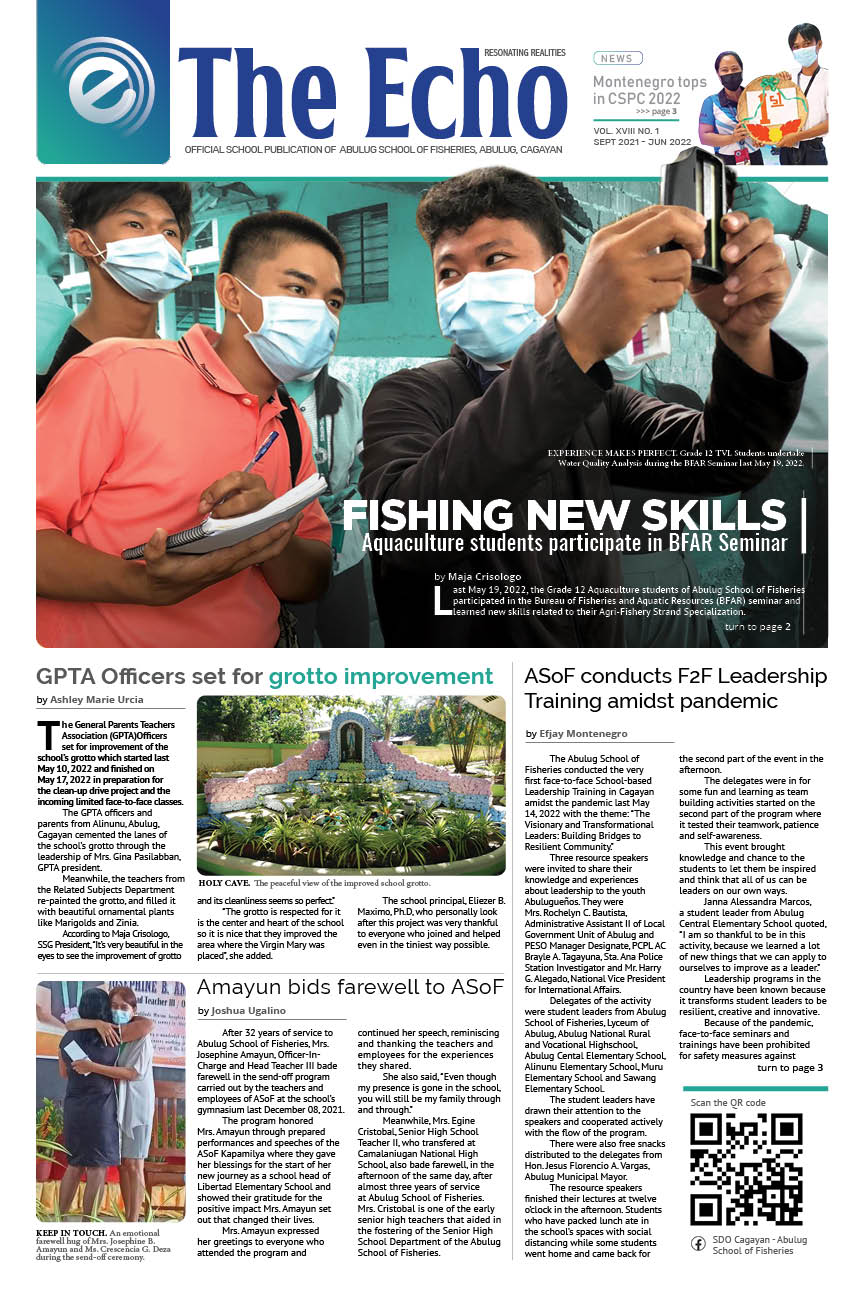 The Echo
RESONATING REALITIES
OFFICIAL SCHOOL PUBLICATION OF ABULUG SCHOOL OF FISHERIES, ABULUG, CAGAYAN
NEWS
Montenegro tops
in CSPC 2022
>>> page 3
VOL. XVIII NO. 1
SEPT 2021 - JUN 2022
EXPERIENCE MAKES PERFECT. Grade 12 TVL Students undertake
Water Quality Analysis during the BFAR Seminar last May 19, 2022.
FISHING NEW SKILLS
Aquaculture students participate in BFAR Seminar
by Maja Crisologo
Last May 19, 2022, the Grade 12 Aquaculture students of Abulug School of Fisheries
participated in the Bureau of Fisheries and Aquatic Resources (BFAR) seminar and
learned new skills related to their Agri-Fishery Strand Specialization.
turn to page 2
GPTA Officers set for grotto improvement
by Ashley Marie Urcia
The General Parents Teachers
Association (GPTA)Officers
set for improvement of the
school's grotto which started last
May 10, 2022 and finished on
May 17, 2022 in preparation for
the clean-up drive project and the
incoming limited face-to-face classes.
The GPTA officers and
parents from Alinunu, Abulug,
Cagayan cemented the lanes of
the school's grotto through the
leadership of Mrs. Gina Pasilabban,
GPTA president.
Meanwhile, the teachers from
the Related Subjects Department
re-painted the grotto, and filled it
with beautiful ornamental plants
like Marigolds and Zinia.
According to Maja Crisologo,
SSG President, "It's very beautiful in the
eyes to see the improvement of grotto
HOLY CAVE. The peaceful view of the improved school grotto.
and its cleanliness seems so perfect."
"The grotto is respected for it
is the center and heart of the school
so it is nice that they improved the
area where the Virgin Mary was
placed", she added.
The school principal, Eliezer B.
Maximo, Ph.D, who personally look
after this project was very thankful
to everyone who joined and helped
even in the tiniest way possible.
Amayun bids farewell to ASoF
by Joshua Ugalino
After 32 years of service to
Abulug School of Fisheries, Mrs.
Josephine Amayun, Officer-In-
Charge and Head Teacher III bade
farewell in the send-off program
carried out by the teachers and
employees of ASoF at the school's
gymnasium last December 08, 2021.
The program honored
Mrs. Amayun through prepared
performances and speeches of the
ASoF Kapamilya where they gave
her blessings for the start of her
new journey as a school head of
Libertad Elementary School and
showed their gratitude for the
positive impact Mrs. Amayun set
out that changed their lives.
Mrs. Amayun expressed
her greetings to everyone who
attended the program and
continued her speech, reminiscing
and thanking the teachers and
employees for the experiences
they shared.
She also said, "Even though
my presence is gone in the school,
you will still be my family through
and through."
Meanwhile, Mrs. Egine
Cristobal, Senior High School
Teacher II, who transfered at
Camalaniugan National High
School, also bade farewell, in the
afternoon of the same day, after
almost three years of service
at Abulug School of Fisheries.
Mrs. Cristobal is one of the early
senior high teachers that aided in
the fostering of the Senior High
School Department of the Abulug
School of Fisheries.
KEEP IN TOUCH. An emotional
farewell hug of Mrs. Josephine B.
Amayun and Ms. Crescencia G. Deza
during the send-off ceremony.
ASoF conducts F2F Leadership
Training amidst pandemic
by Efjay Montenegro
The Abulug School of
Fisheries conducted the very
first face-to-face School-based
Leadership Training in Cagayan
amidst the pandemic last May
14, 2022 with the theme: "The
Visionary and Transformational
Leaders: Building Bridges to
Resilient Community."
Three resource speakers
were invited to share their
knowledge and experiences
about leadership to the youth
Abulugueños. They were
Mrs. Rochelyn C. Bautista,
Administrative Assistant II of Local
Government Unit of Abulug and
PESO Manager Designate, PCPL AC
Brayle A. Tagayuna, Sta. Ana Police
Station Investigator and Mr. Harry
G. Alegado, National Vice President
for International Affairs.
Delegates of the activity
were student leaders from Abulug
School of Fisheries, Lyceum of
Abulug, Abulug National Rural
and Vocational Highschool,
Abulug Cental Elementary School,
Alinunu Elementary School, Muru
Elementary School and Sawang
Elementary School.
The student leaders have
drawn their attention to the
speakers and cooperated actively
with the flow of the program.
There were also free snacks
distributed to the delegates from
Hon. Jesus Florencio A. Vargas,
Abulug Municipal Mayor.
The resource speakers
finished their lectures at twelve
o'clock in the afternoon. Students
who have packed lunch ate in
the school's spaces with social
distancing while some students
went home and came back for
the second part of the event in the
afternoon.
The delegates were in for
some fun and learning as team
building activities started on the
second part of the program where
it tested their teamwork, patience
and self-awareness.
This event brought
knowledge and chance to the
students to let them be inspired
and think that all of us can be
leaders on our own ways.
Janna Alessandra Marcos,
a student leader from Abulug
Central Elementary School quoted,
"I am so thankful to be in this
activity, because we learned a lot
of new things that we can apply to
ourselves to improve as a leader."
Leadership programs in the
country have been known because
it transforms student leaders to be
resilient, creative and innovative.
Because of the pandemic,
face-to-face seminars and
trainings have been prohibited
for safety measures against
turn to page 3
Scan the QR code
SDO Cagayan - Abulug
School of Fisheries